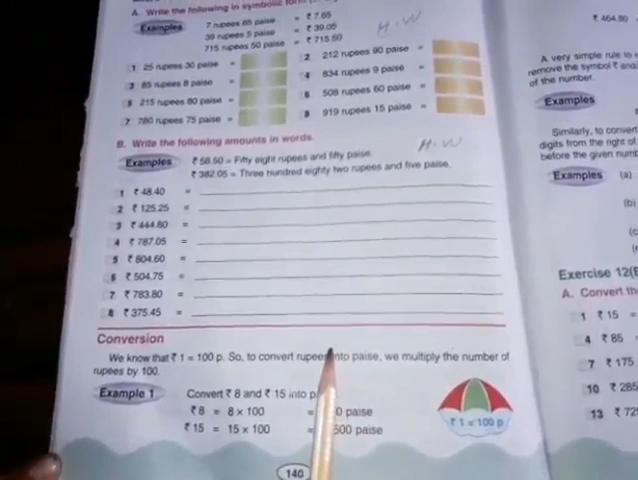 A. Write the following in symbolic form
Examples 7 rupees 65 paise = ₹ 7.65
39 rupees 5 paise = ₹ 39.05
715 rupees 50 paise = ₹ 715.50
H.W
1 25 rupees 30 paise = 2 212 rupees 90 paise =
3 85 rupees 8 paise = 4 834 rupees 9 paise =
5 215 rupees 80 paise = 6 508 rupees 60 paise =
7 780 rupees 75 paise = 8 919 rupees 15 paise =
B. Write the following amounts in words.
H.W
Examples ₹ 58.50 = Fifty eight rupees and fifty paise.
₹ 382.05 = Three hundred eighty two rupees and five paise.
1 ₹ 48.40 =
2 ₹ 125.25 =
3 ₹ 444.80 =
4 ₹ 787.05 =
5 ₹ 804.60 =
6 ₹ 504.75 =
7 ₹ 783.80 =
8 ₹ 375.45 =
Conversion
We know that ₹ 1 = 100 p. So, to convert rupees into paise, we multiply the number of
rupees by 100.
Example 1 Convert ₹ 8 and ₹ 15 into
₹ 8 = 8 × 100 = 0 paise
₹ 15 = 15 × 100 = 500 paise
₹ 1 = 100 p
140
₹ 464.80
A very simple rule to
remove the symbol ₹ and
of the number.
Examples
Similarly, to convert
digits from the right of
before the given numb
Examples (a)
(b)
(c
Exercise 12(
A. Convert th
1 ₹ 15 =
4 ₹ 85
7 ₹ 175
10 ₹ 285
13 ₹ 72